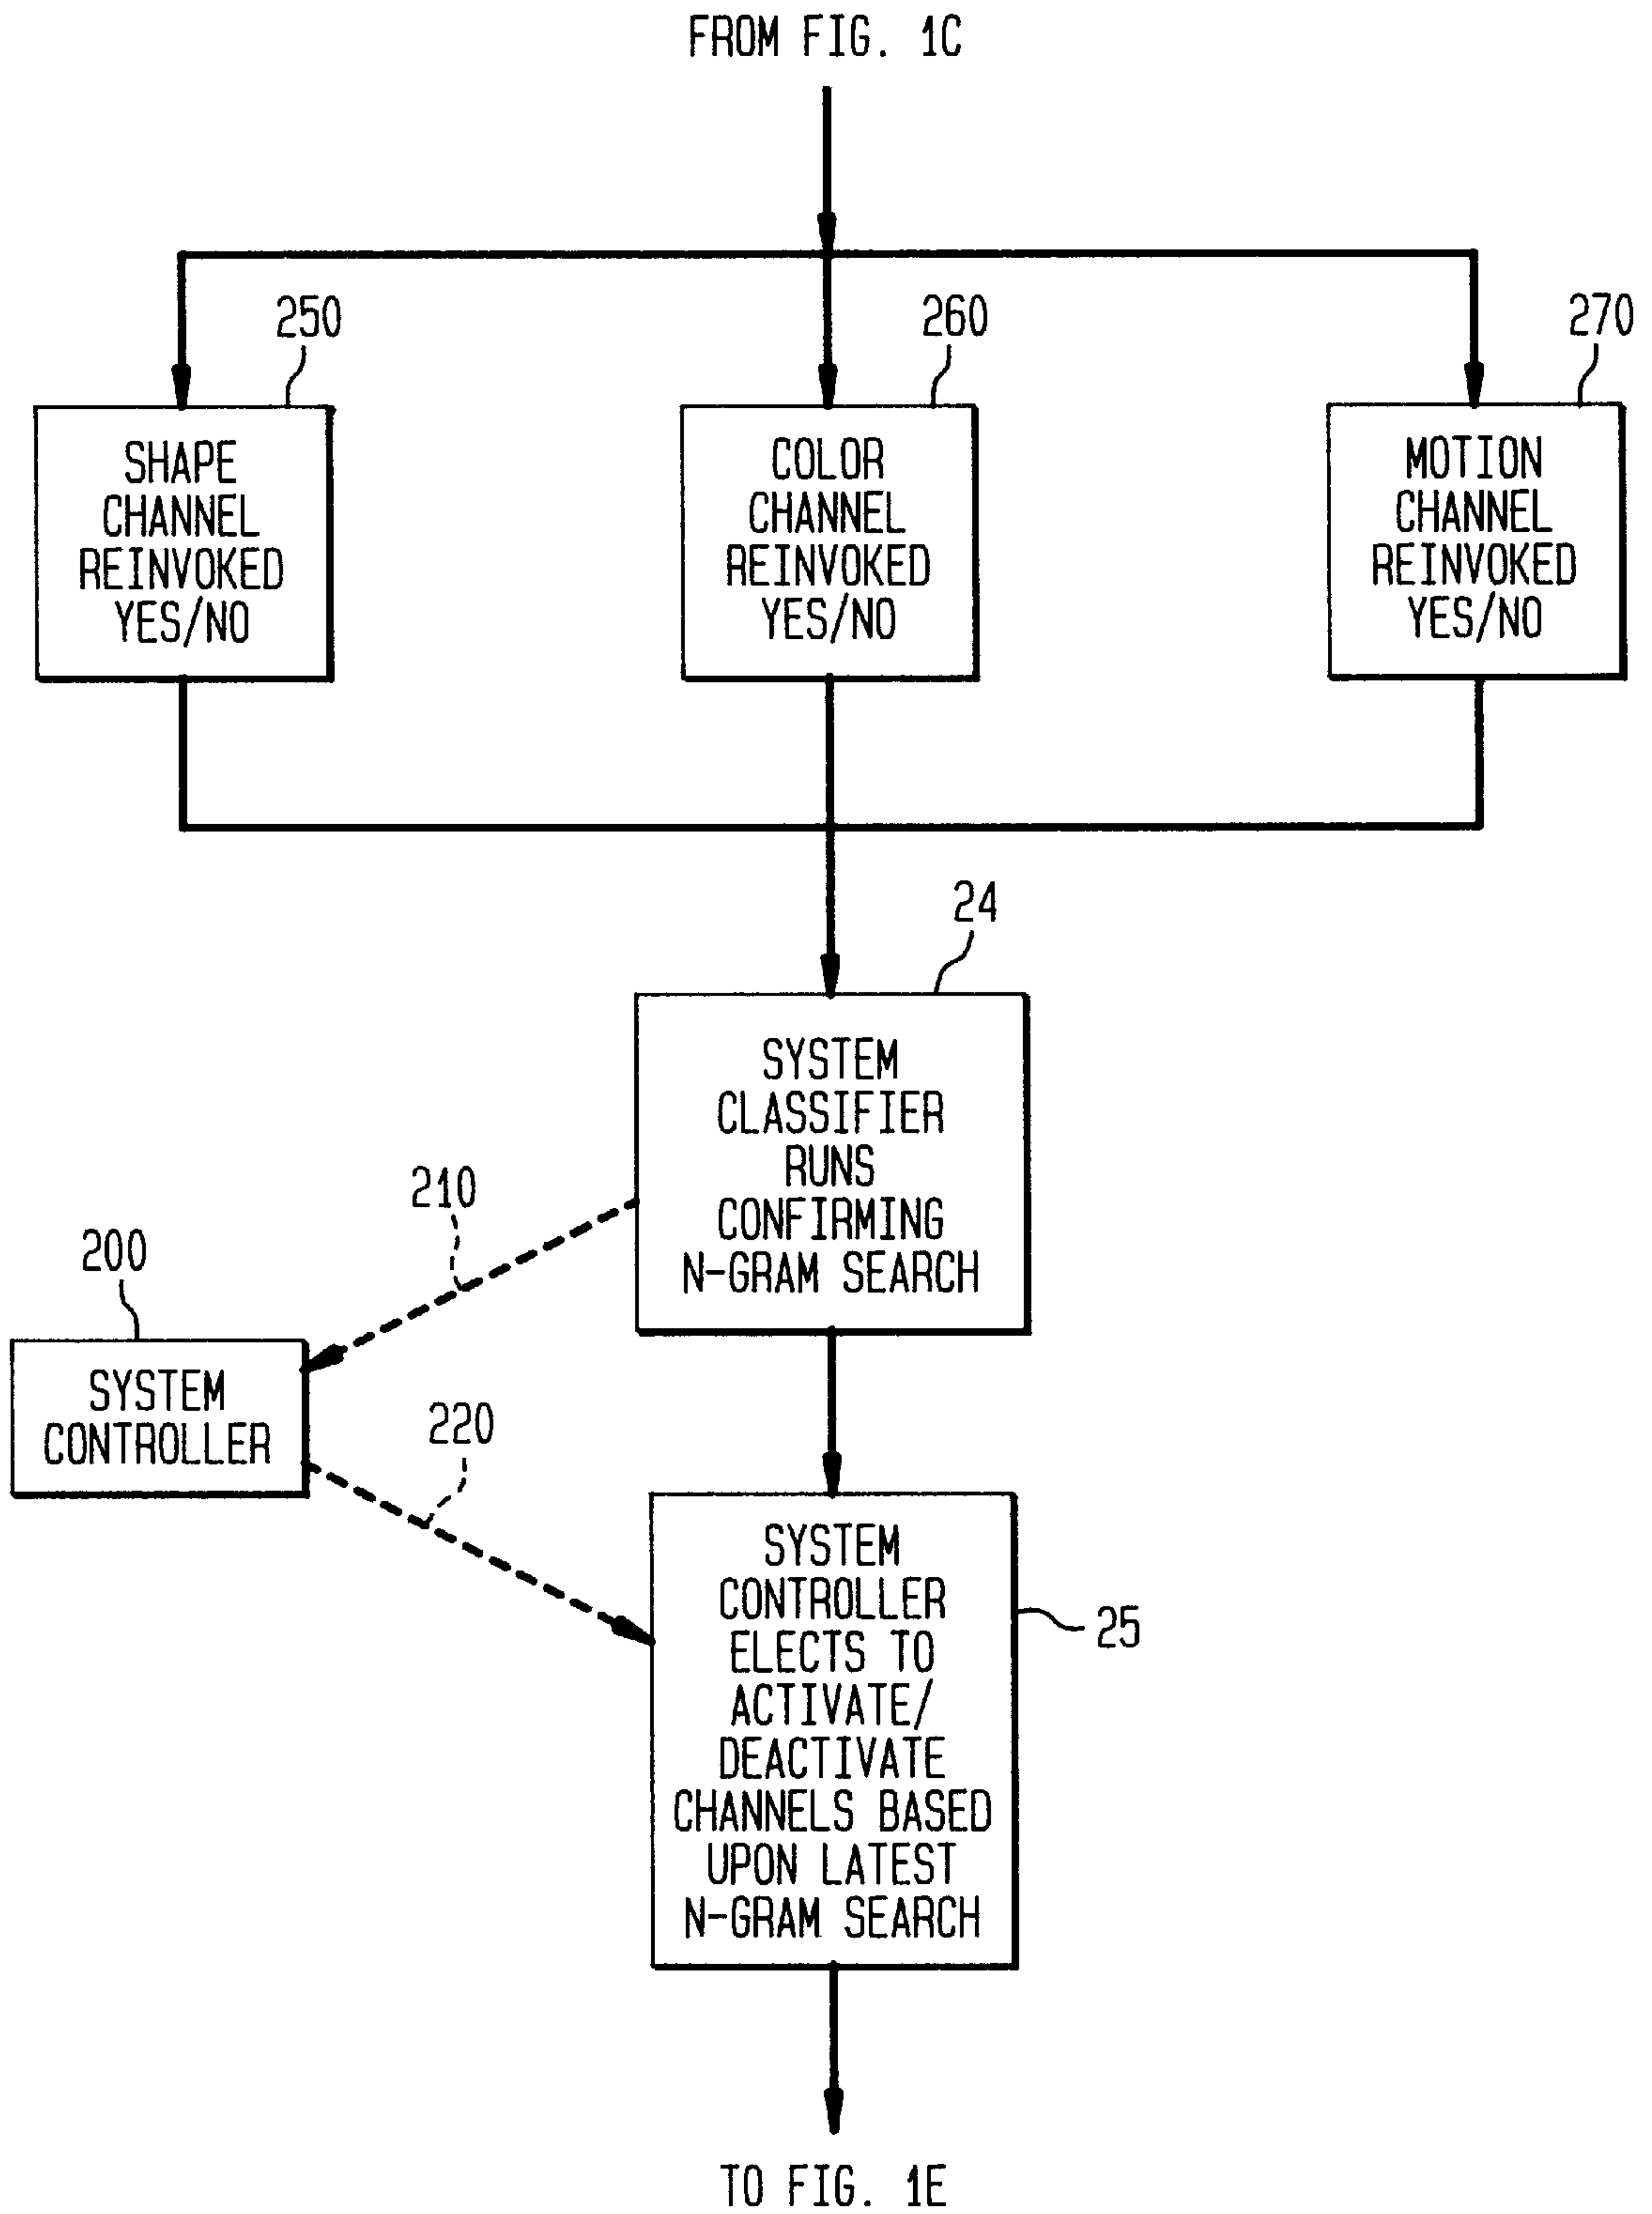 FROM FIG. 1C
250
260
270
SHAPE
CHANNEL
REINVOKED
YES/NO
COLOR
CHANNEL
REINVOKED
YES/NO
MOTION
CHANNEL
REINVOKED
YES/NO
24
SYSTEM
CLASSIFIER
RUNS
CONFIRMING
N-GRAM SEARCH
210
200
SYSTEM
CONTROLLER
220
SYSTEM
CONTROLLER
ELECTS TO
ACTIVATE/
DEACTIVATE
CHANNELS BASED
UPON LATEST
N-GRAM SEARCH
25
TO FIG. 1E